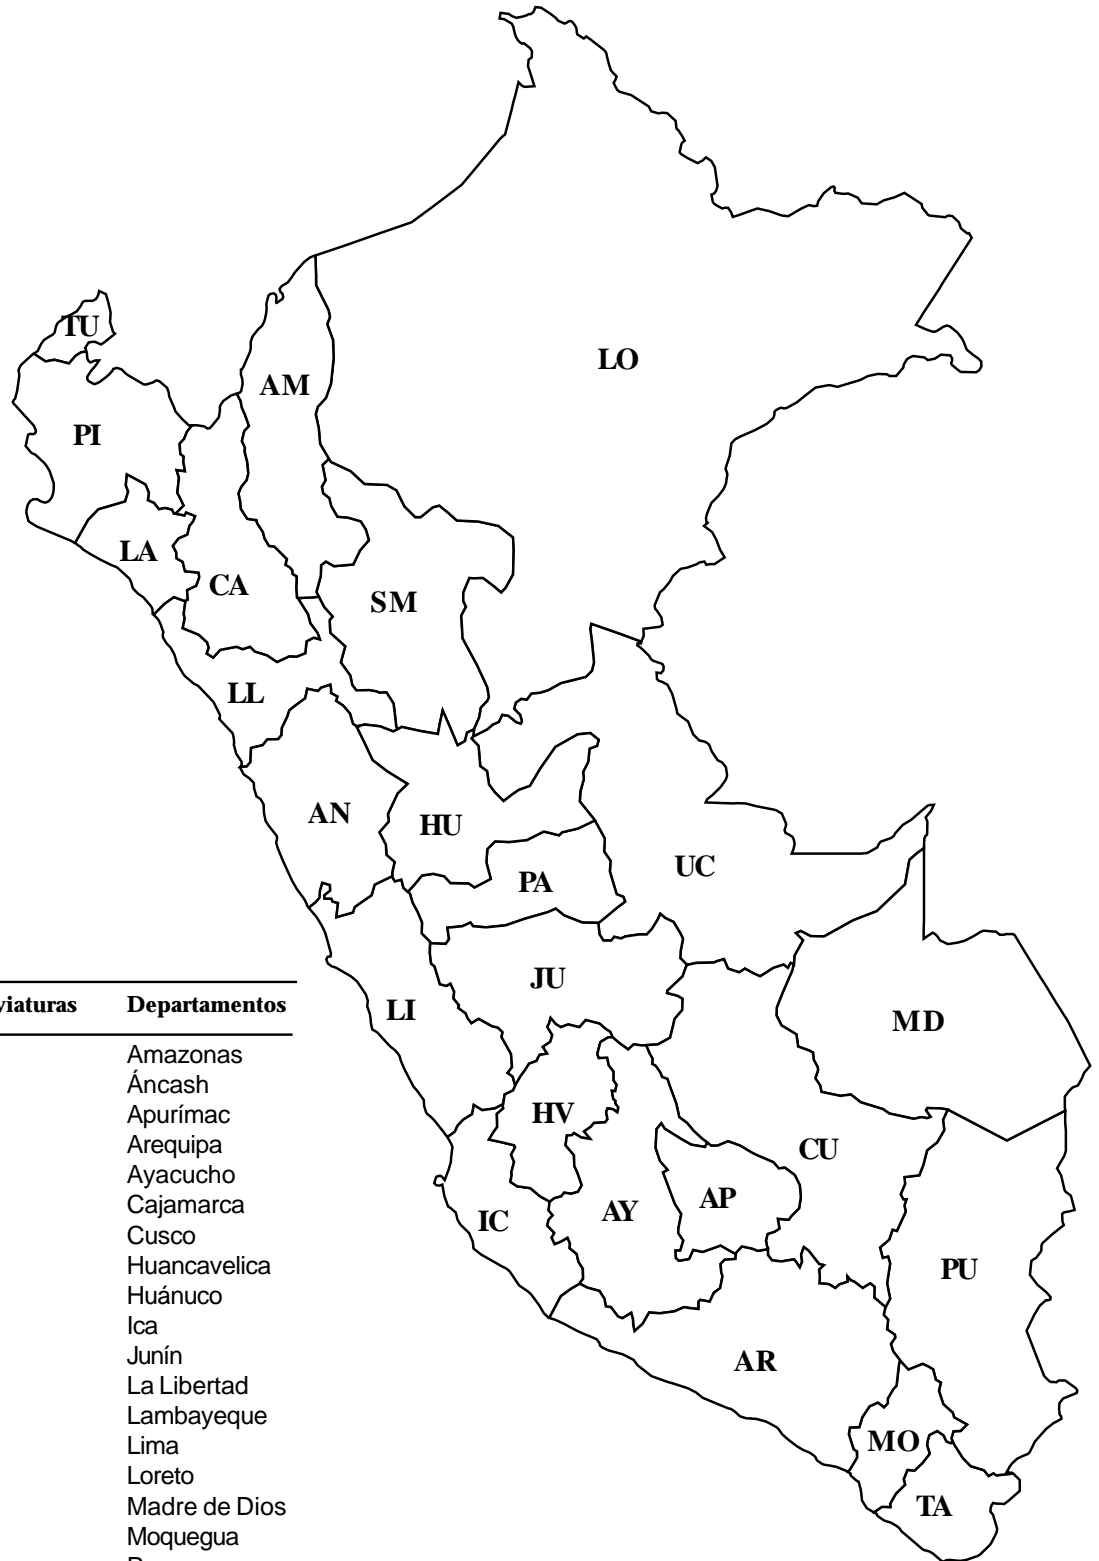 TU
LO
AM
PI
LA
CA
SM
LL
AN
HU
UC
PA
JU
LI
MD
HV
CU
AP
AY
IC
PU
AR
MO
TA
viaturas Departamentos
Amazonas
Áncash
Apurímac
Arequipa
Ayacucho
Cajamarca
Cusco
Huancavelica
Huánuco
Ica
Junín
La Libertad
Lambayeque
Lima
Loreto
Madre de Dios
Moquegua